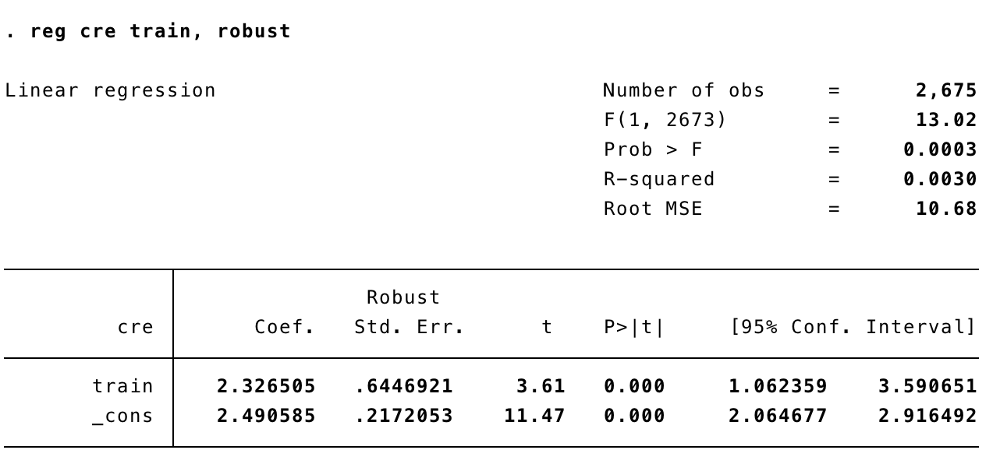 . reg cre train, robust
Linear regression Number of obs = 2,675
F(1, 2673) = 13.02
Prob > F = 0.0003
R-squared = 0.0030
Root MSE = 10.68
Robust
cre Coef. Std. Err. t P>|t| [95% Conf. Interval]
train 2.326505 .6446921 3.61 0.000 1.062359 3.590651
_cons 2.490585 .2172053 11.47 0.000 2.064677 2.916492